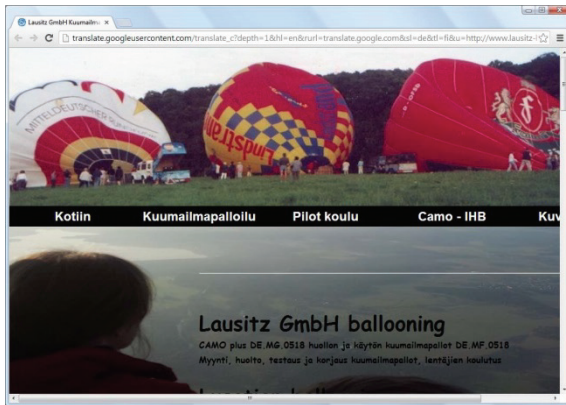 Lausitz GmbH Kuumailm
translate.googleusercontent.com/translate_c?depth=1&hl=en&rurl=translate.google.com&sl=de&tl=fi&u=http://www.lausitz-
MITTELDEUTSCHER
Lindstrand
Kotiin Kuumailmapalloilu Pilot koulu Camo - IHB Kuv
Lausitz GmbH ballooning
CAMO plus DE.MG.0518 huollon ja käytön kuumailmapallot DE.MF.0518
Myynti, huolto, testaus ja korjaus kuumailmapallot, lentäjien koulutus